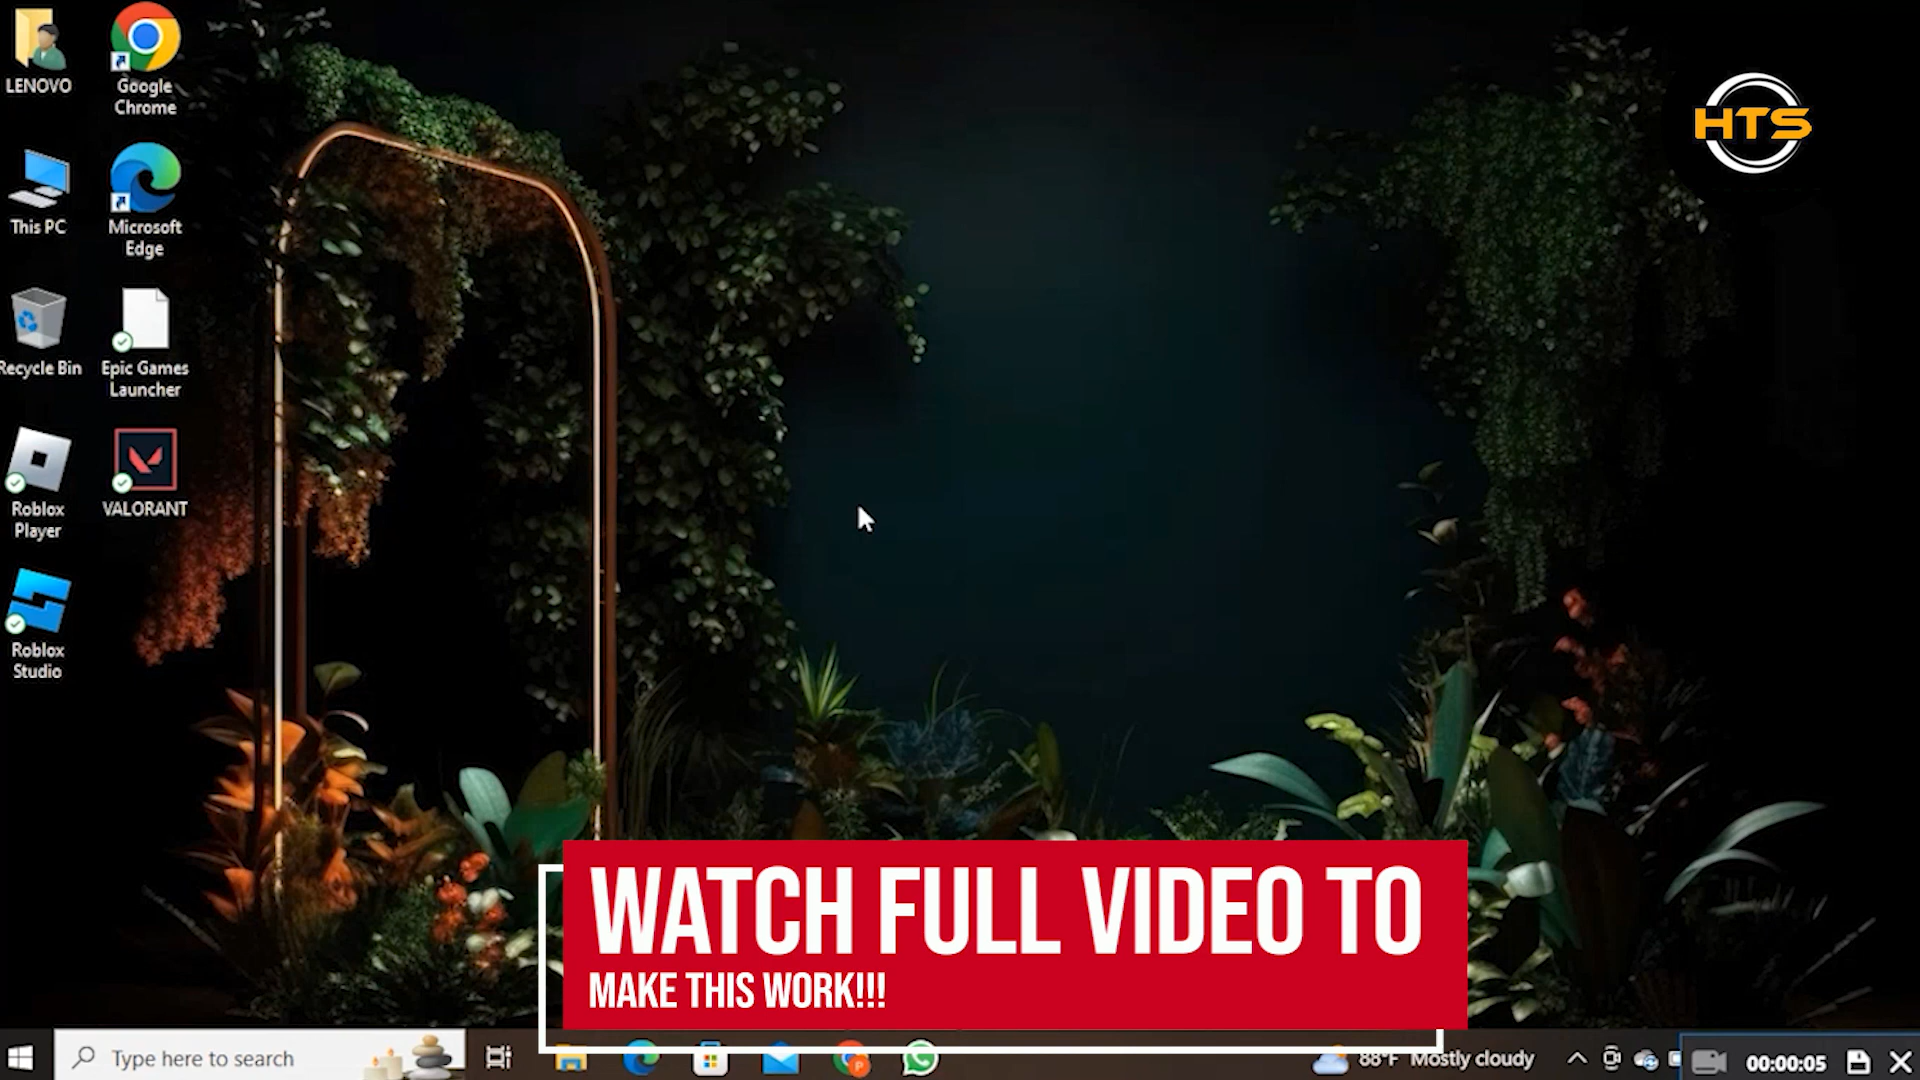 LENOVO
Google
Chrome
HTS
This PC
Microsoft
Edge
Recycle Bin
Epic Games
Launcher
Roblox
Player
VALORANT
Roblox
Studio
WATCH FULL VIDEO TO
MAKE THIS WORK!!!
Type here to search
P
88°F Mostly cloudy
00:00:05